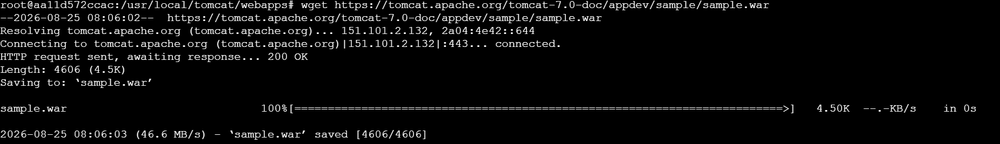 root@aa11d572ccac:/usr/local/tomcat/webapps# wget https://tomcat.apache.org/tomcat-7.0-doc/appdev/sample/sample.war
--2026-08-25 08:06:02--  https://tomcat.apache.org/tomcat-7.0-doc/appdev/sample/sample.war
Resolving tomcat.apache.org (tomcat.apache.org)... 151.101.2.132, 2a04:4e42::644
Connecting to tomcat.apache.org (tomcat.apache.org)|151.101.2.132|:443... connected.
HTTP request sent, awaiting response... 200 OK
Length: 4606 (4.5K)
Saving to: ‘sample.war’
sample.war                             100%[=========================================================================>]   4.50K  --.-KB/s    in 0s
2026-08-25 08:06:03 (46.6 MB/s) - ‘sample.war’ saved [4606/4606]